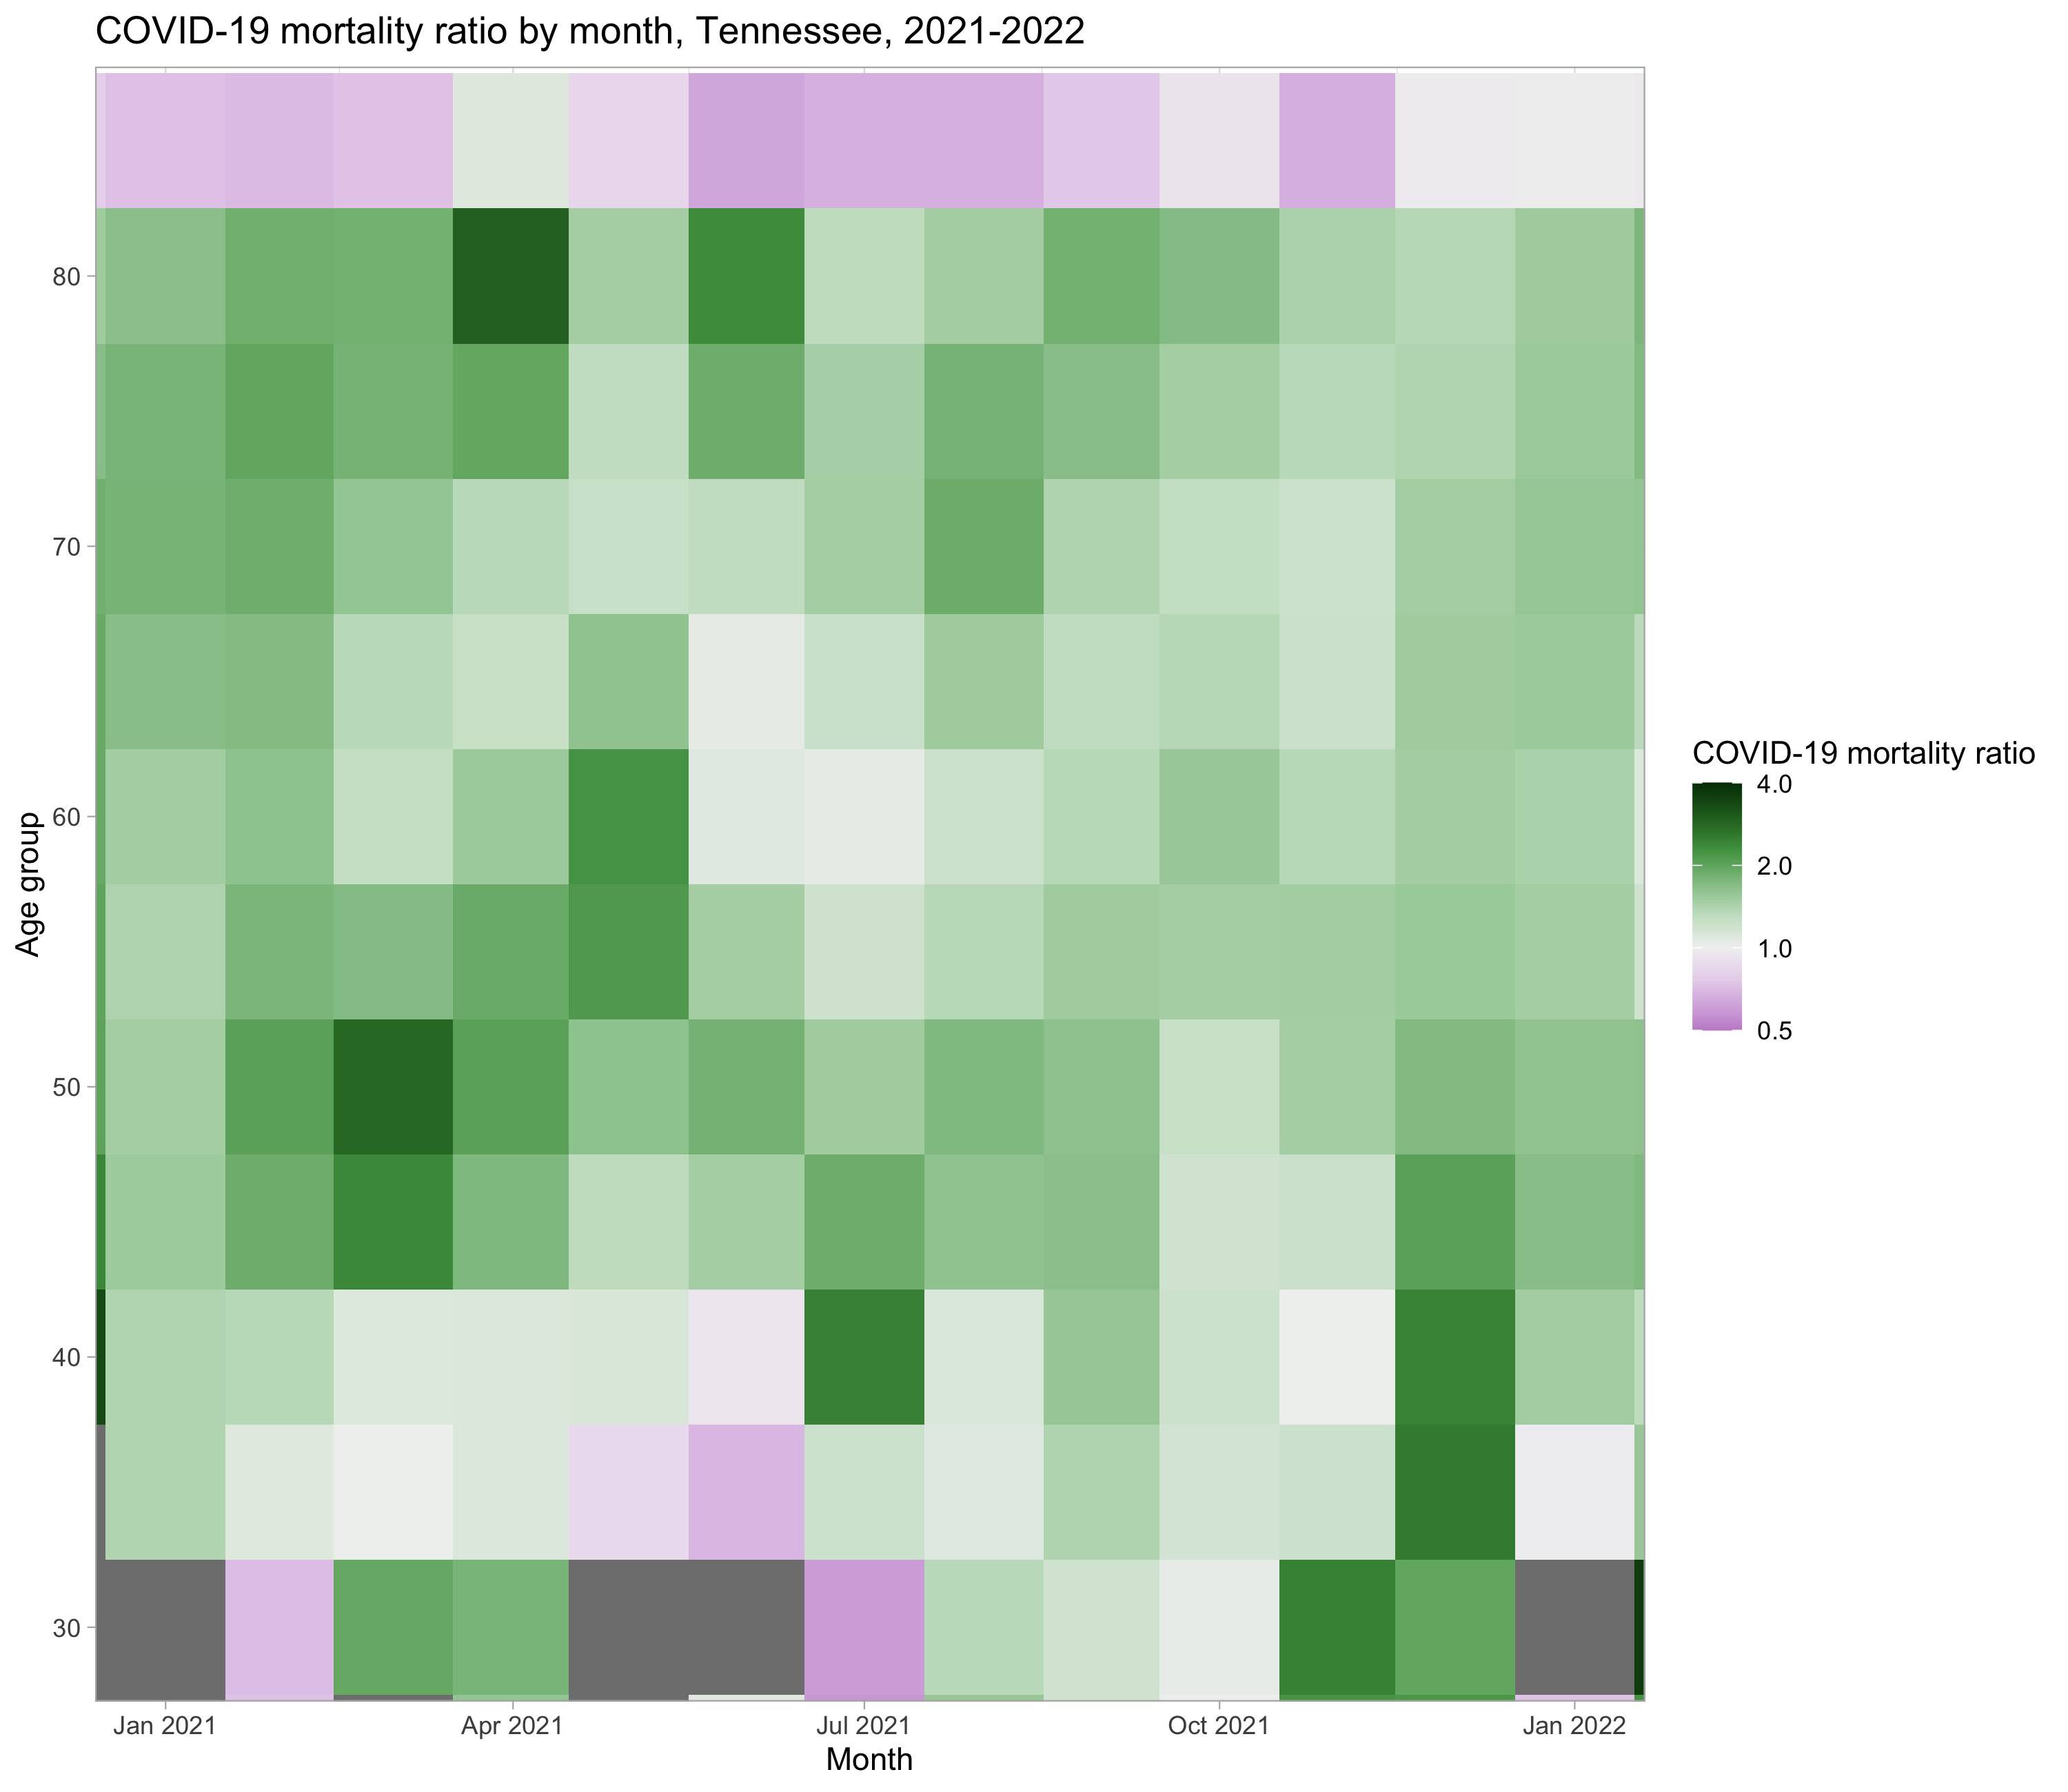 COVID-19 mortality ratio by month, Tennessee, 2021-2022
Age group
80
70
60
50
40
30
Jan 2021
Apr 2021
Jul 2021
Oct 2021
Jan 2022
Month
COVID-19 mortality ratio
4.0
2.0
1.0
0.5